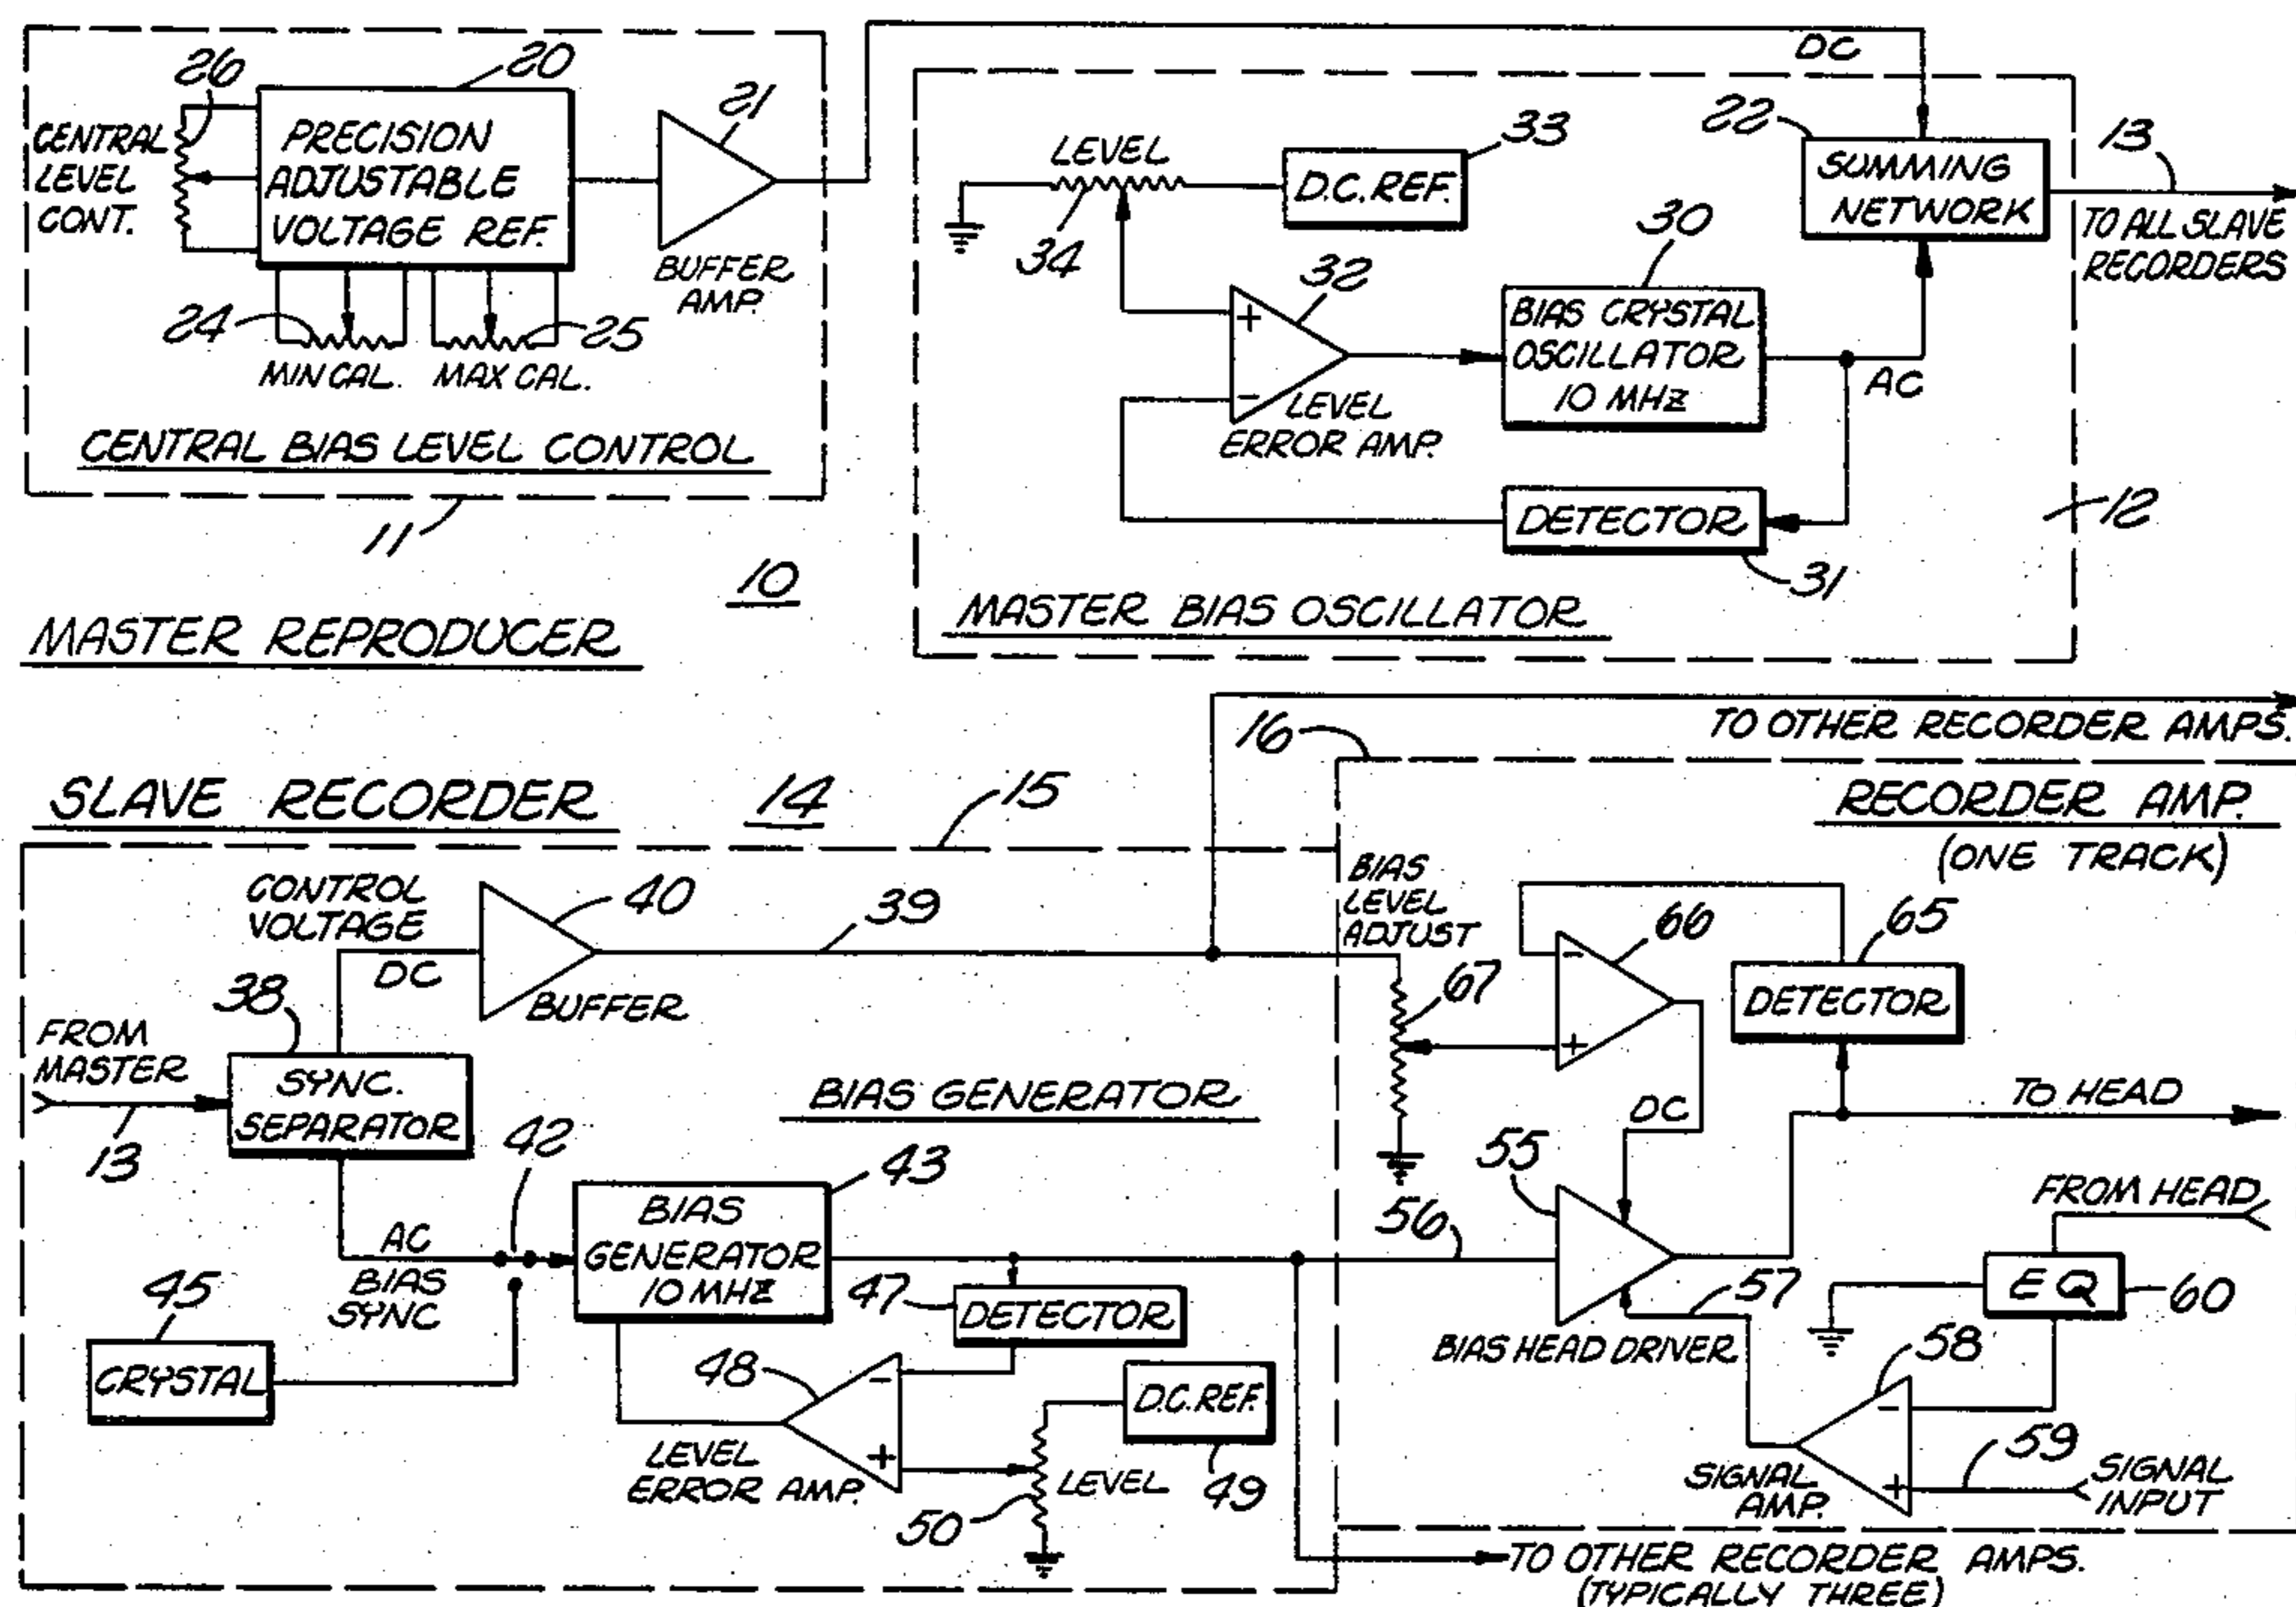 26
20
CENTRAL
LEVEL
CONT.
PRECISION
ADJUSTABLE
VOLTAGE REF.
21
BUFFER
AMP.
24
25
MIN CAL.
MAX CAL.
CENTRAL BIAS LEVEL CONTROL
11
10
MASTER REPRODUCER
DC
22
SUMMING
NETWORK
13
TO ALL SLAVE
RECORDERS
LEVEL
34
D.C. REF.
33
32
+
-
LEVEL
ERROR AMP.
30
BIAS CRYSTAL
OSCILLATOR
10 MHz
AC
DETECTOR
31
12
MASTER BIAS OSCILLATOR
TO OTHER RECORDER AMPS.
SLAVE RECORDER
14
15
16
RECORDER AMP.
(ONE TRACK)
CONTROL
VOLTAGE
DC
40
BUFFER
39
38
FROM
MASTER
13
SYNC.
SEPARATOR
BIAS GENERATOR
BIAS
LEVEL
ADJUST
67
66
-
+
65
DETECTOR
DC
TO HEAD
42
AC
BIAS
SYNC
45
CRYSTAL
43
BIAS
GENERATOR
10 MHz
47
DETECTOR
48
-
+
LEVEL
ERROR AMP.
D.C. REF.
49
50
LEVEL
55
56
57
BIAS HEAD DRIVER
FROM HEAD
EQ
60
58
-
+
59
SIGNAL
AMP.
SIGNAL
INPUT
TO OTHER RECORDER AMPS.
(TYPICALLY THREE)